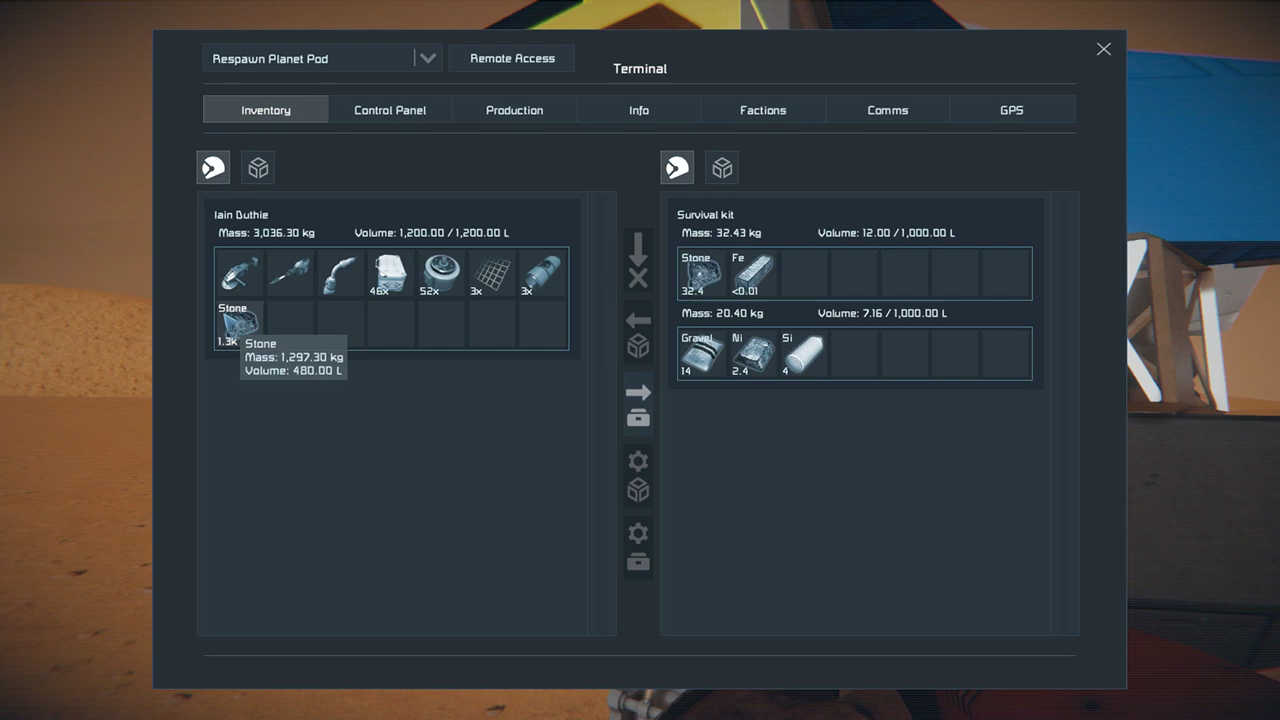 Respawn Planet Pod
Remote Access
Terminal
Inventory
Control Panel
Production
Info
Factions
Comms
GPS
Iain Duthie
Mass: 3,036.30 kg Volume: 1,200.00 / 1,200.00 L
46x 52x 3x 3x
Stone
1.3K
Stone
Mass: 1,297.30 kg
Volume: 480.00 L
Survival kit
Mass: 32.43 kg Volume: 12.00 / 1,000.00 L
Stone Fe
32.4 <0.01
Mass: 20.40 kg Volume: 7.16 / 1,000.00 L
Gravel Ni Si
14 2.4 4